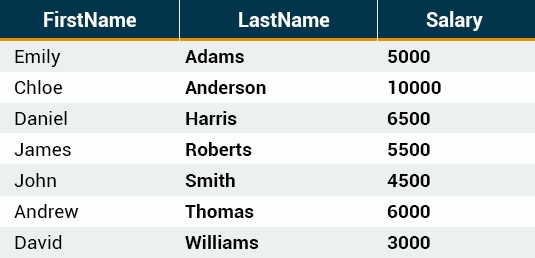 FirstName LastName Salary
Emily Adams 5000
Chloe Anderson 10000
Daniel Harris 6500
James Roberts 5500
John Smith 4500
Andrew Thomas 6000
David Williams 3000